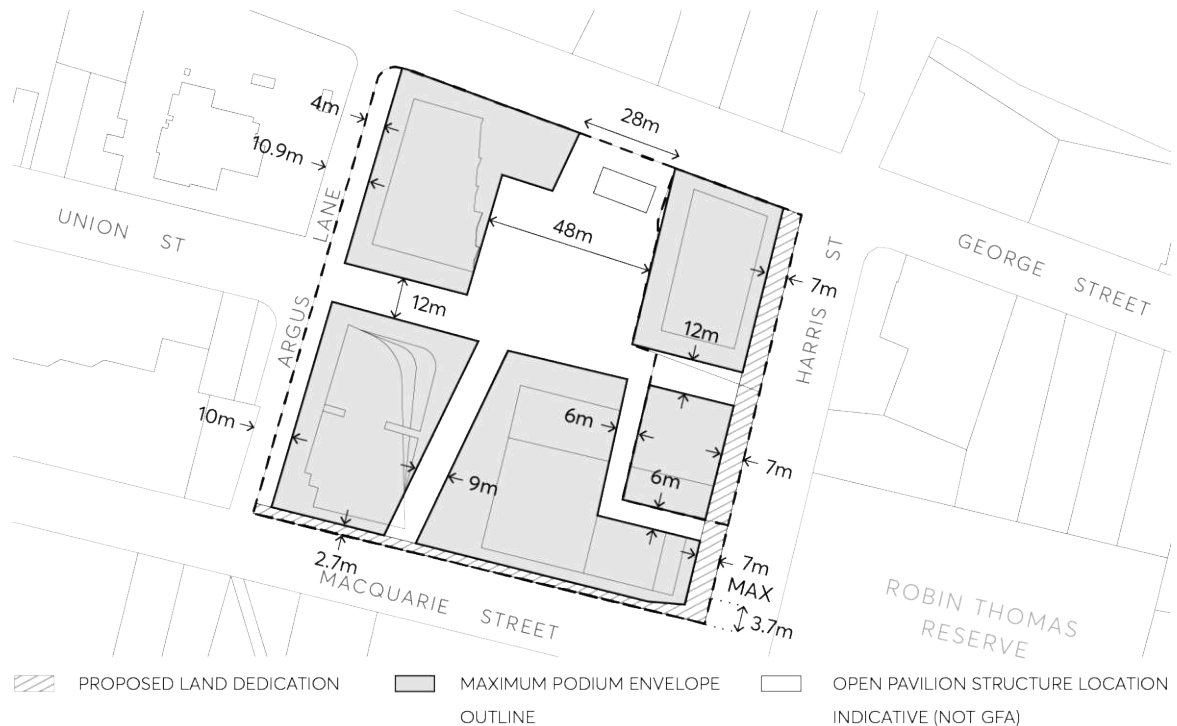 28m
4m
10.9m
UNION ST
ARGUS LANE
48m
GEORGE STREET
HARRIS ST
7m
12m
12m
10m
6m
6m
7m
9m
7m
MAX
3.7m
2.7m
MACQUARIE STREET
ROBIN THOMAS
RESERVE
PROPOSED LAND DEDICATION
MAXIMUM PODIUM ENVELOPE
OUTLINE
OPEN PAVILION STRUCTURE LOCATION
INDICATIVE (NOT GFA)